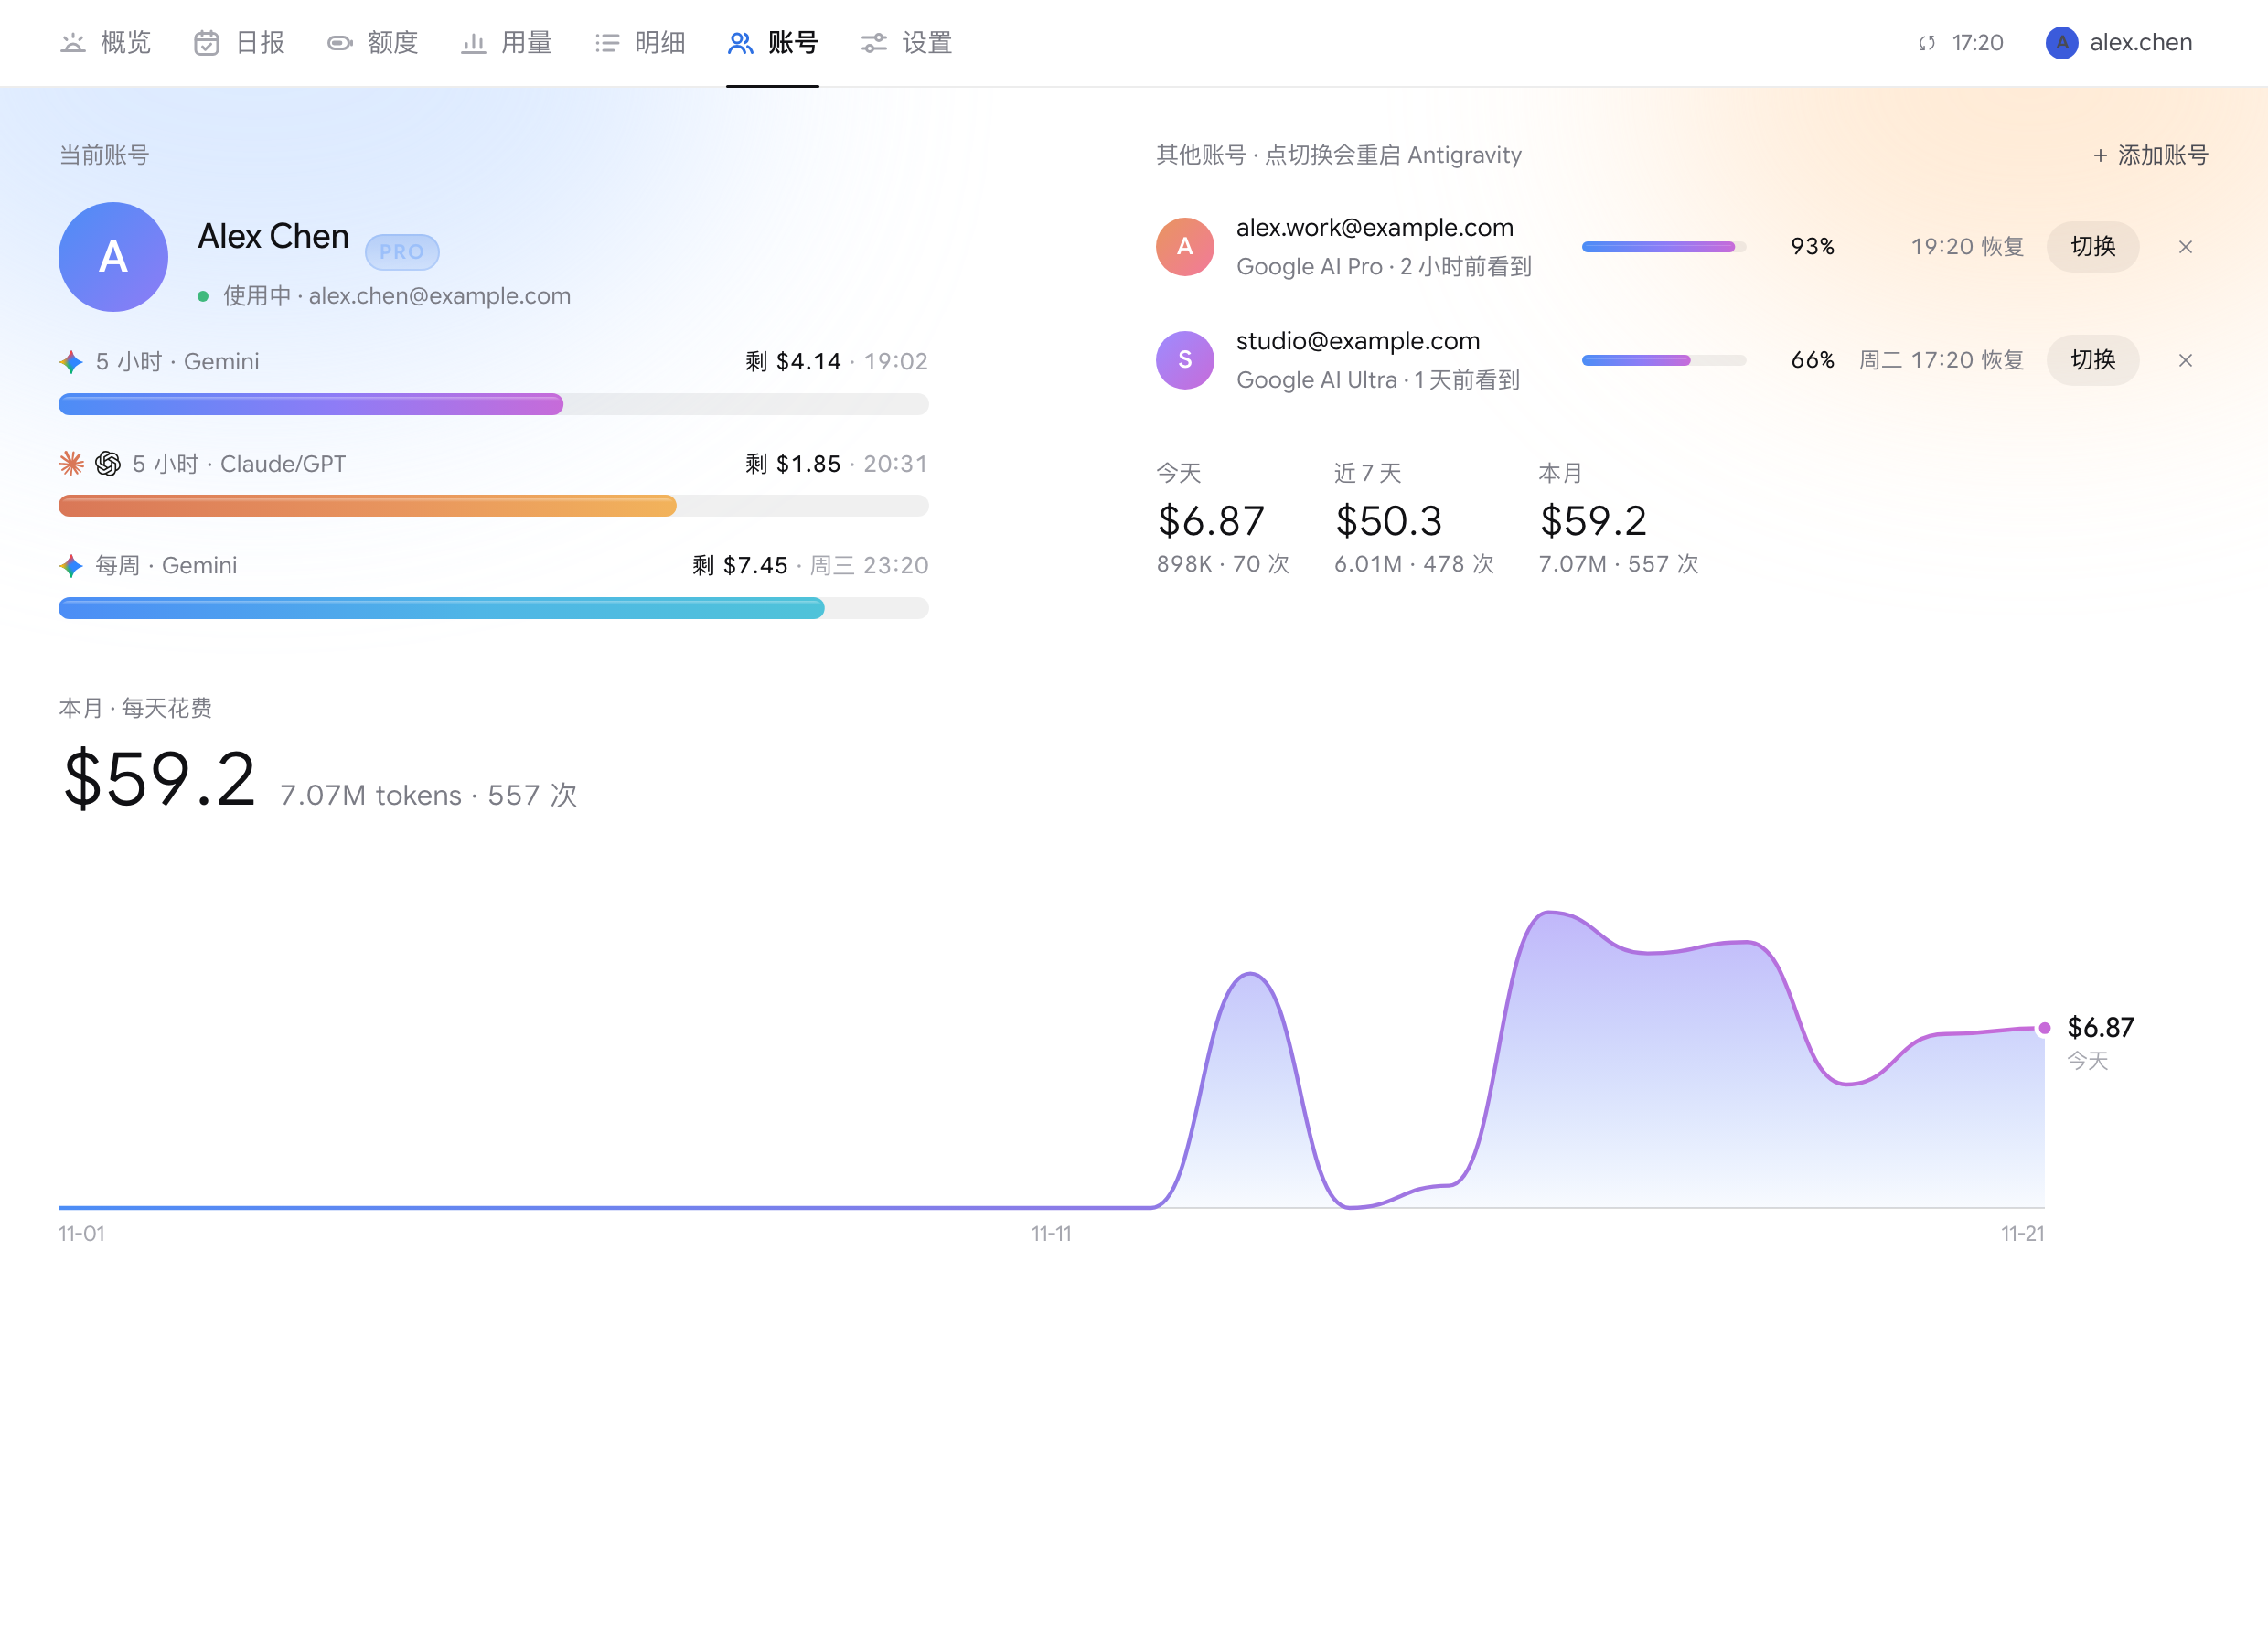 概览 日报 额度 用量 明细 账号 设置 17:20 A alex.chen
当前账号
A
Alex Chen PRO
使用中 · alex.chen@example.com
5 小时 · Gemini 剩 $4.14 · 19:02
5 小时 · Claude/GPT 剩 $1.85 · 20:31
每周 · Gemini 剩 $7.45 · 周三 23:20
其他账号 · 点切换会重启 Antigravity + 添加账号
A
alex.work@example.com
Google AI Pro · 2 小时前看到
93% 19:20 恢复 切换 ×
S
studio@example.com
Google AI Ultra · 1 天前看到
66% 周二 17:20 恢复 切换 ×
今天 近 7 天 本月
$6.87 $50.3 $59.2
898K · 70 次 6.01M · 478 次 7.07M · 557 次
本月 · 每天花费
$59.2 7.07M tokens · 557 次
$6.87
今天
11-01 11-11 11-21